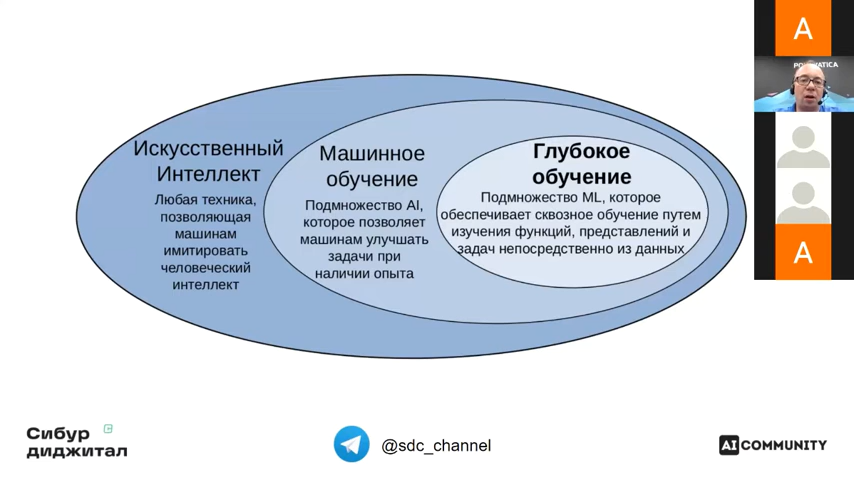 Искусственный
Интеллект
Любая техника,
позволяющая
машинам
имитировать
человеческий
интеллект
Машинное
обучение
Подмножество AI,
которое позволяет
машинам улучшать
задачи при
наличии опыта
Глубокое
обучение
Подмножество ML, которое
обеспечивает сквозное обучение путем
изучения функций, представлений и
задач непосредственно из данных
A
A
Сибур
диджитал
@sdc_channel
AI COMMUNITY